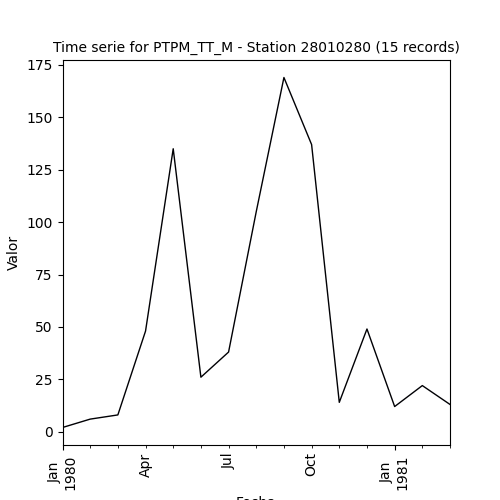 Time serie for PTPM_TT_M - Station 28010280 (15 records)
Valor
175
150
125
100
75
50
25
0
Jan
1980
Apr
Jul
Oct
Jan
1981
Fecha